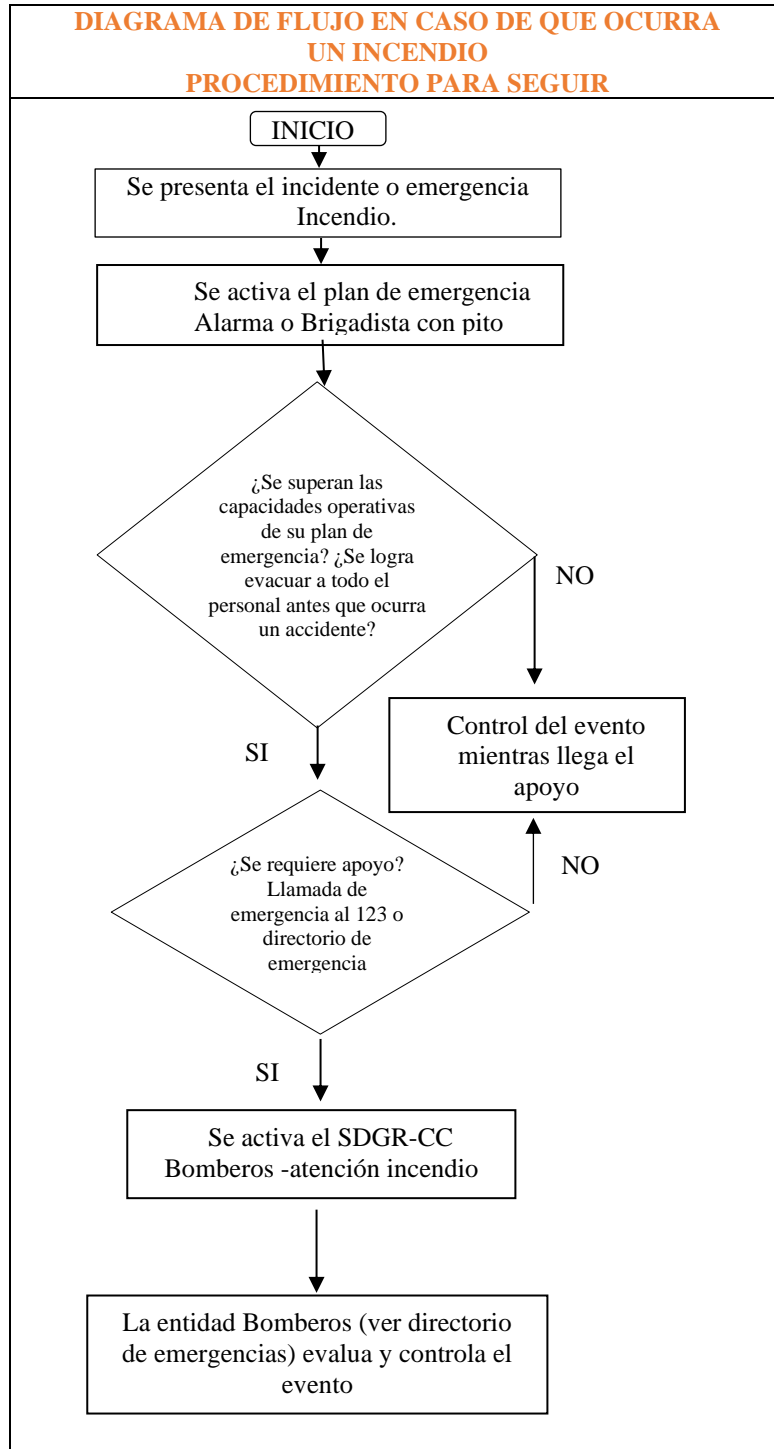 DIAGRAMA DE FLUJO EN CASO DE QUE OCURRA
UN INCENDIO
PROCEDIMIENTO PARA SEGUIR
INICIO
Se presenta el incidente o emergencia
Incendio.
Se activa el plan de emergencia
Alarma o Brigadista con pito
¿Se superan las
capacidades operativas
de su plan de
emergencia? ¿Se logra
evacuar a todo el
personal antes que ocurra
un accidente?
NO
Control del evento
mientras llega el
apoyo
SI
¿Se requiere apoyo?
Llamada de
emergencia al 123 o
directorio de
emergencia
NO
SI
Se activa el SDGR-CC
Bomberos -atención incendio
La entidad Bomberos (ver directorio
de emergencias) evalua y controla el
evento